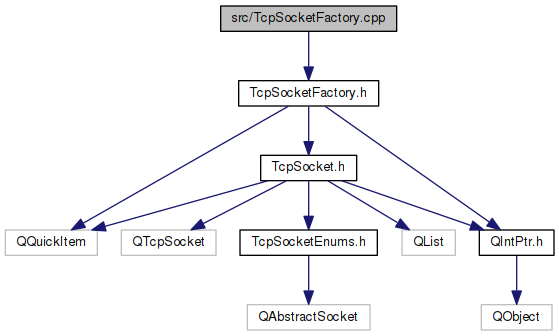 src/TcpSocketFactory.cpp
TcpSocketFactory.h
TcpSocket.h
QQuickItem
QTcpSocket
TcpSocketEnums.h
QList
QIntPtr.h
QAbstractSocket
QObject